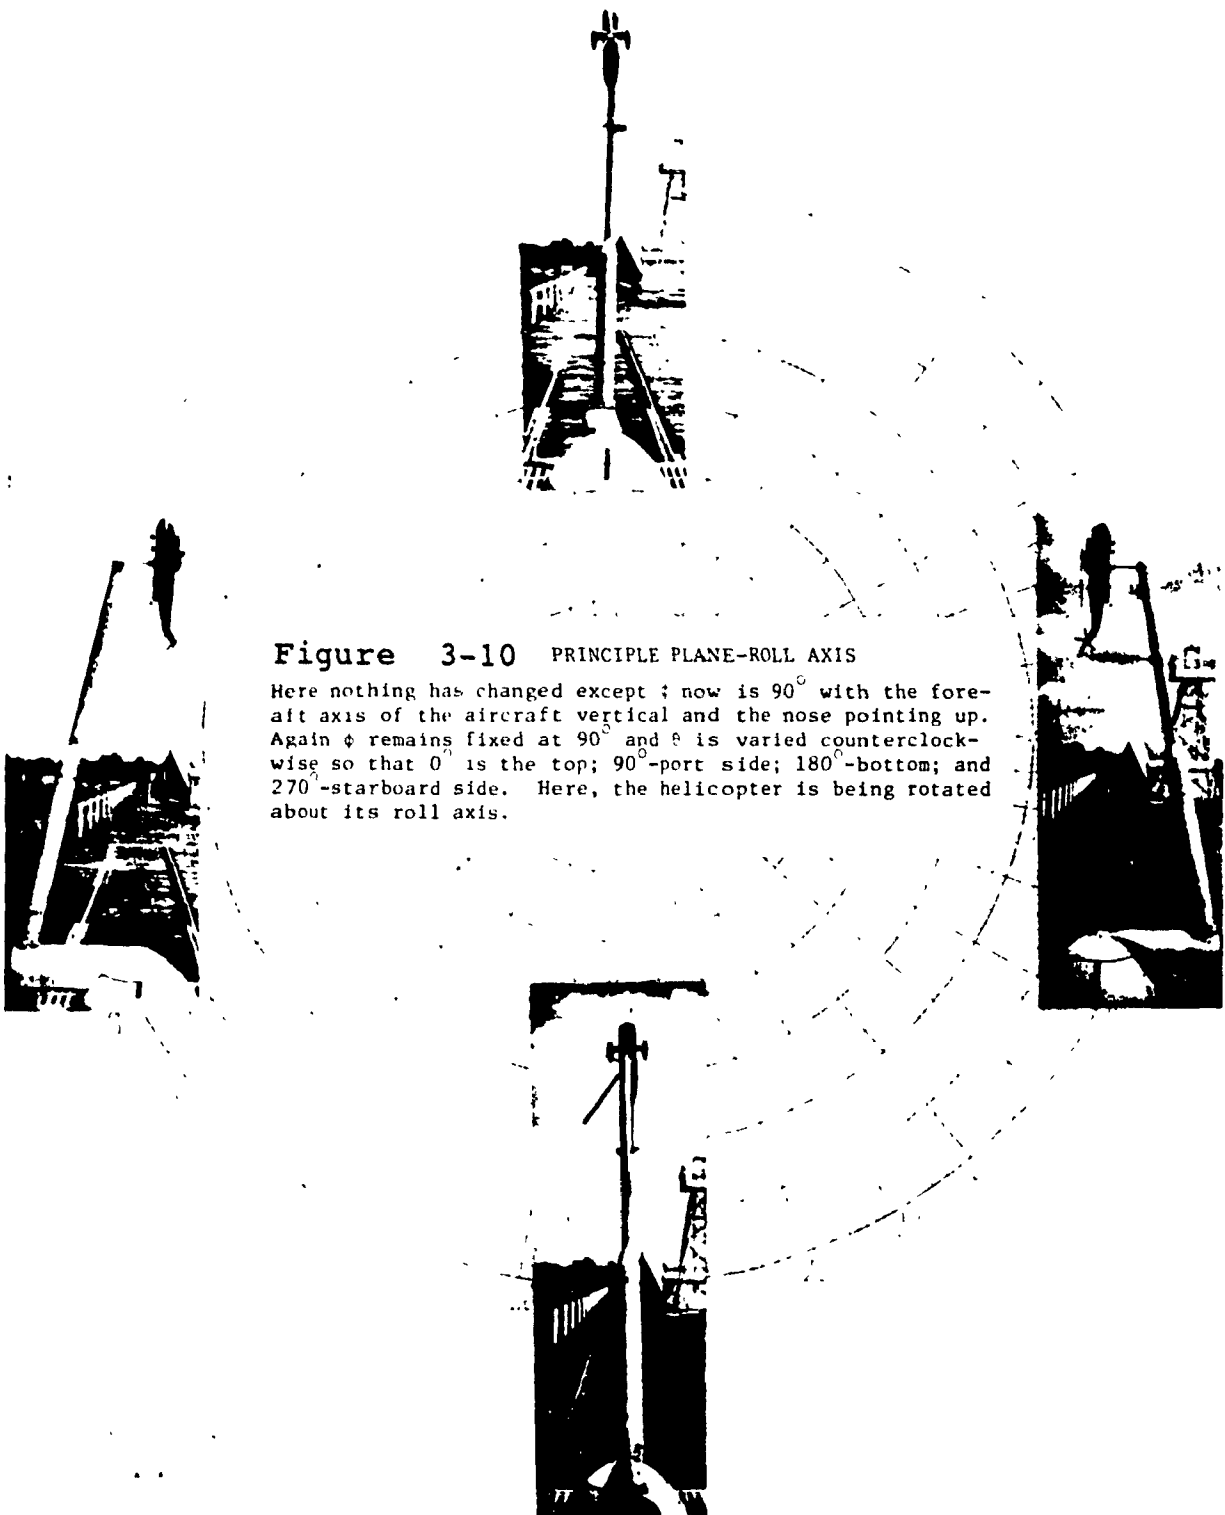 Figure 3-10 PRINCIPLE PLANE-ROLL AXIS
Here nothing has changed except ‡ now is 90° with the fore-
aft axis of the aircraft vertical and the nose pointing up.
Again φ remains fixed at 90° and θ is varied counterclock-
wise so that 0° is the top; 90°-port side; 180°-bottom; and
270°-starboard side. Here, the helicopter is being rotated
about its roll axis.